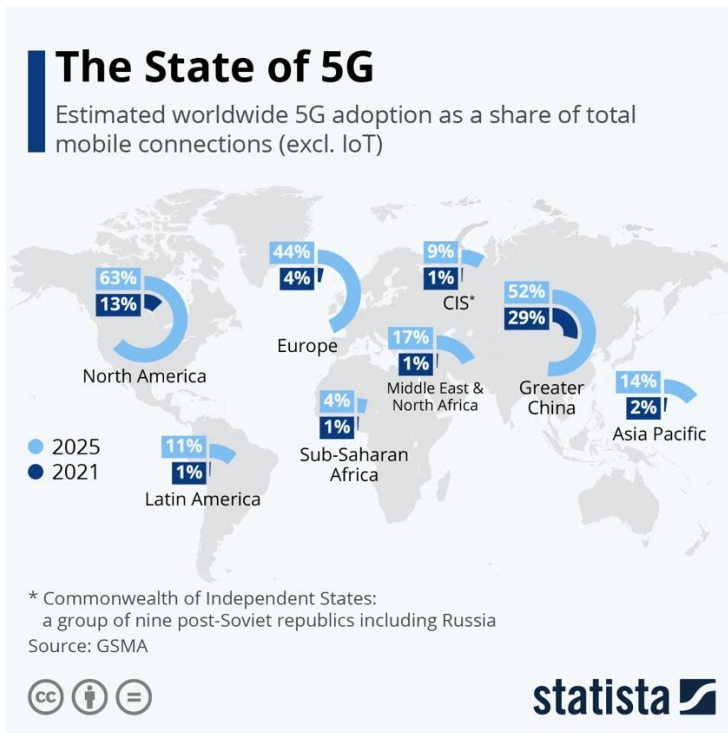 The State of 5G
Estimated worldwide 5G adoption as a share of total
mobile connections (excl. IoT)
63%
13%
North America
44%
4%
Europe
9%
1%
CIS*
52%
29%
Greater
China
17%
1%
Middle East &
North Africa
14%
2%
Asia Pacific
4%
1%
Sub-Saharan
Africa
11%
1%
Latin America
2025
2021
* Commonwealth of Independent States:
a group of nine post-Soviet republics including Russia
Source: GSMA
cc
statista